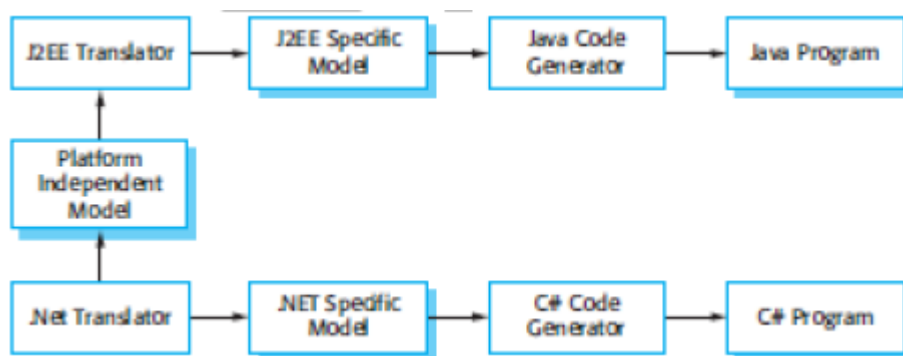 J2EE Translator
J2EE Specific
Model
Java Code
Generator
Java Program
Platform
Independent
Model
.Net Translator
.NET Specific
Model
C# Code
Generator
C# Program